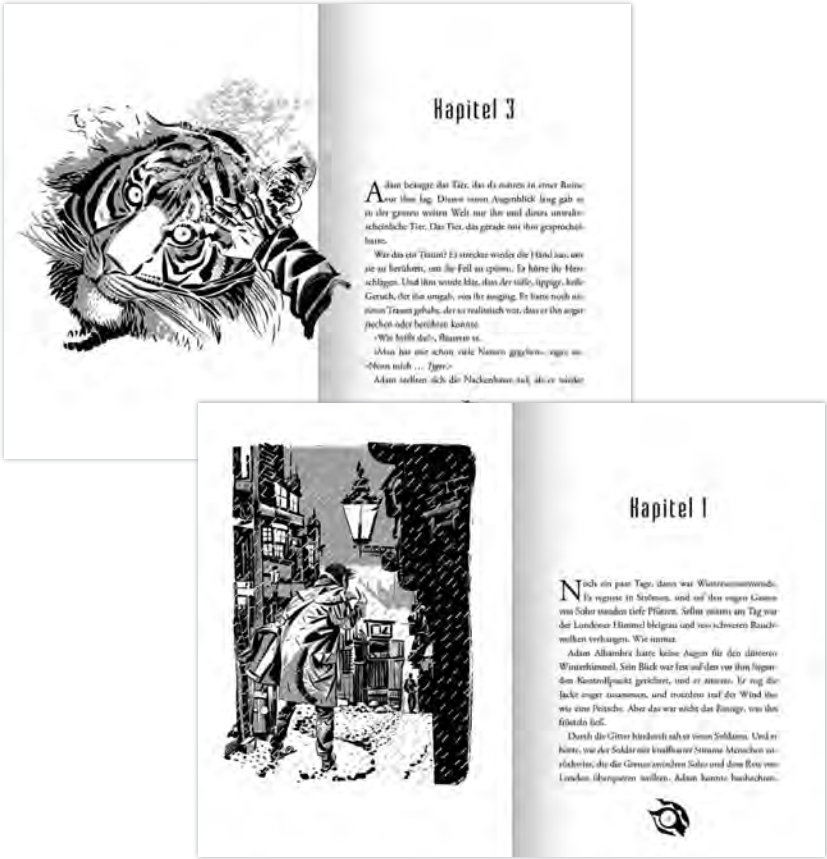 Kapitel 3
Adam beäugte das Tier, das da mitten in einer Ruine
vor ihm lag. Diesen einen Augenblick lang gab es
in der ganzen weiten Welt nur ihn und dieses unwahr-
scheinliche Tier. Das Tier, das gerade mit ihm gesprochen
hatte.
War das ein Traum? Er streckte wieder die Hand aus, um
sie zu berühren, um ihr Fell zu spüren. Er hörte ihr Herz
schlagen. Und ihm wurde klar, dass der süße, üppige, heiße
Geruch, der ihn umgab, von ihr ausging. Er hatte noch nie
einen Traum gehabt, der so realistisch war, dass er ihn sogar
riechen oder berühren konnte.
«Wie heißt du?», flüsterte er.
«Man hat mir schon viele Namen gegeben», sagte sie.
«Nenn mich … Tyger.»
Adam stellten sich die Nackenhaare auf, als er wieder
Kapitel 1
Noch ein paar Tage, dann war Wintersonnenwende.
Es regnete in Strömen, und auf den engen Gassen
von Soho standen tiefe Pfützen. Selbst mitten am Tag war
der Londoner Himmel bleigrau und von schweren Rauch-
wolken verhangen. Wie immer.
Adam Alhambra hatte keine Augen für den düsteren
Winterhimmel. Sein Blick war fest auf den vor ihm liegen-
den Kontrollpunkt gerichtet, und er zitterte. Er zog die
Jacke enger zusammen, und trotzdem traf der Wind ihn
wie eine Peitsche. Aber das war nicht das Einzige, was ihn
frösteln ließ.
Durch die Gitter hindurch sah er einen Soldaten. Und er
hörte, wie der Soldat mit Stimme Menschen zu-
rückwies, die die Grenze zwischen Soho und dem Rest von
London überqueren wollten. Adam konnte beobachten,